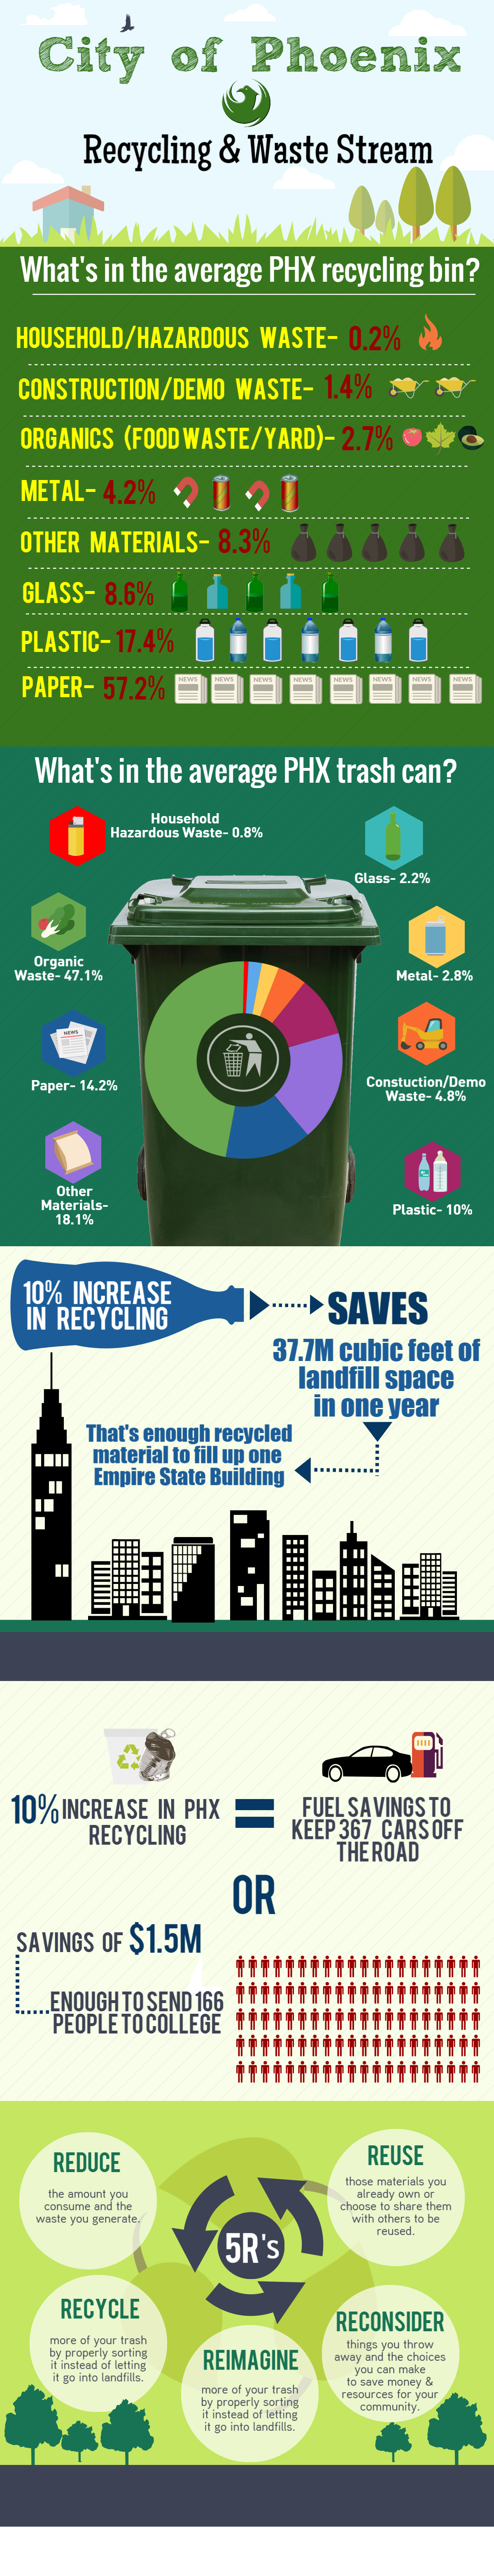 City of Phoenix
Recycling & Waste Stream
What's in the average PHX recycling bin?
HOUSEHOLD/HAZARDOUS WASTE- 0.2%
CONSTRUCTION/DEMO WASTE- 1.4%
ORGANICS (FOOD WASTE/YARD)- 2.7%
METAL- 4.2%
OTHER MATERIALS- 8.3%
GLASS- 8.6%
PLASTIC- 17.4%
PAPER- 57.2%
NEWS NEWS NEWS NEWS NEWS NEWS NEWS NEWS
What's in the average PHX trash can?
Household
Hazardous Waste- 0.8%
Glass- 2.2%
Organic
Waste- 47.1%
Metal- 2.8%
NEWS
Paper- 14.2%
Constuction/Demo
Waste- 4.8%
Other
Materials-
18.1%
Plastic- 10%
10% INCREASE
IN RECYCLING
SAVES
37.7M cubic feet of
landfill space
in one year
That's enough recycled
material to fill up one
Empire State Building
10% INCREASE IN PHX
RECYCLING
=
FUEL SAVINGS TO
KEEP 367 CARS OFF
THE ROAD
OR
SAVINGS OF $1.5M
ENOUGH TO SEND 166
PEOPLE TO COLLEGE
REDUCE
the amount you
consume and the
waste you generate.
REUSE
those materials you
already own or
choose to share them
with others to be
reused.
5R's
RECYCLE
more of your trash
by properly sorting
it instead of letting
it go into landfills.
REIMAGINE
more of your trash
by properly sorting
it instead of letting
it go into landfills.
RECONSIDER
things you throw
away and the choices
you can make
to save money &
resources for your
community.